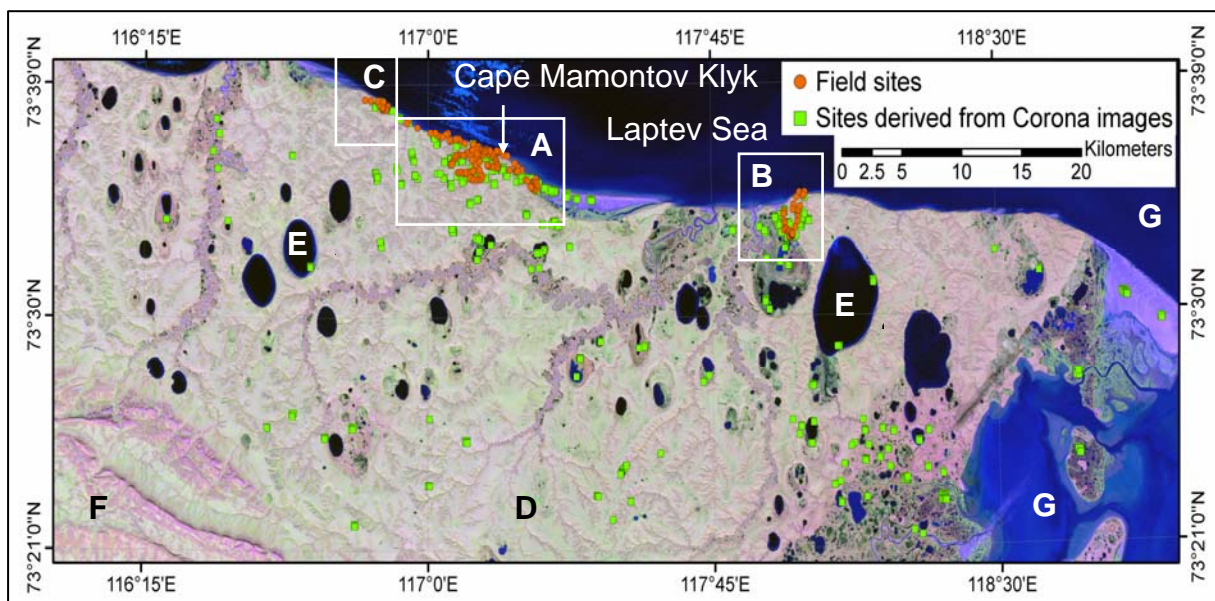 116°15'E 117°0'E 117°45'E 118°30'E
73°39'0"N
73°39'0"N
C
Cape Mamontov Klyk
Field sites
Sites derived from Corona images
A
Laptev Sea
Kilometers
0 2.5 5 10 15 20
B
G
E
E
73°30'N
73°30'N
F
D
G
73°21'0"N
73°21'0"N
116°15'E 117°0'E 117°45'E 118°30'E